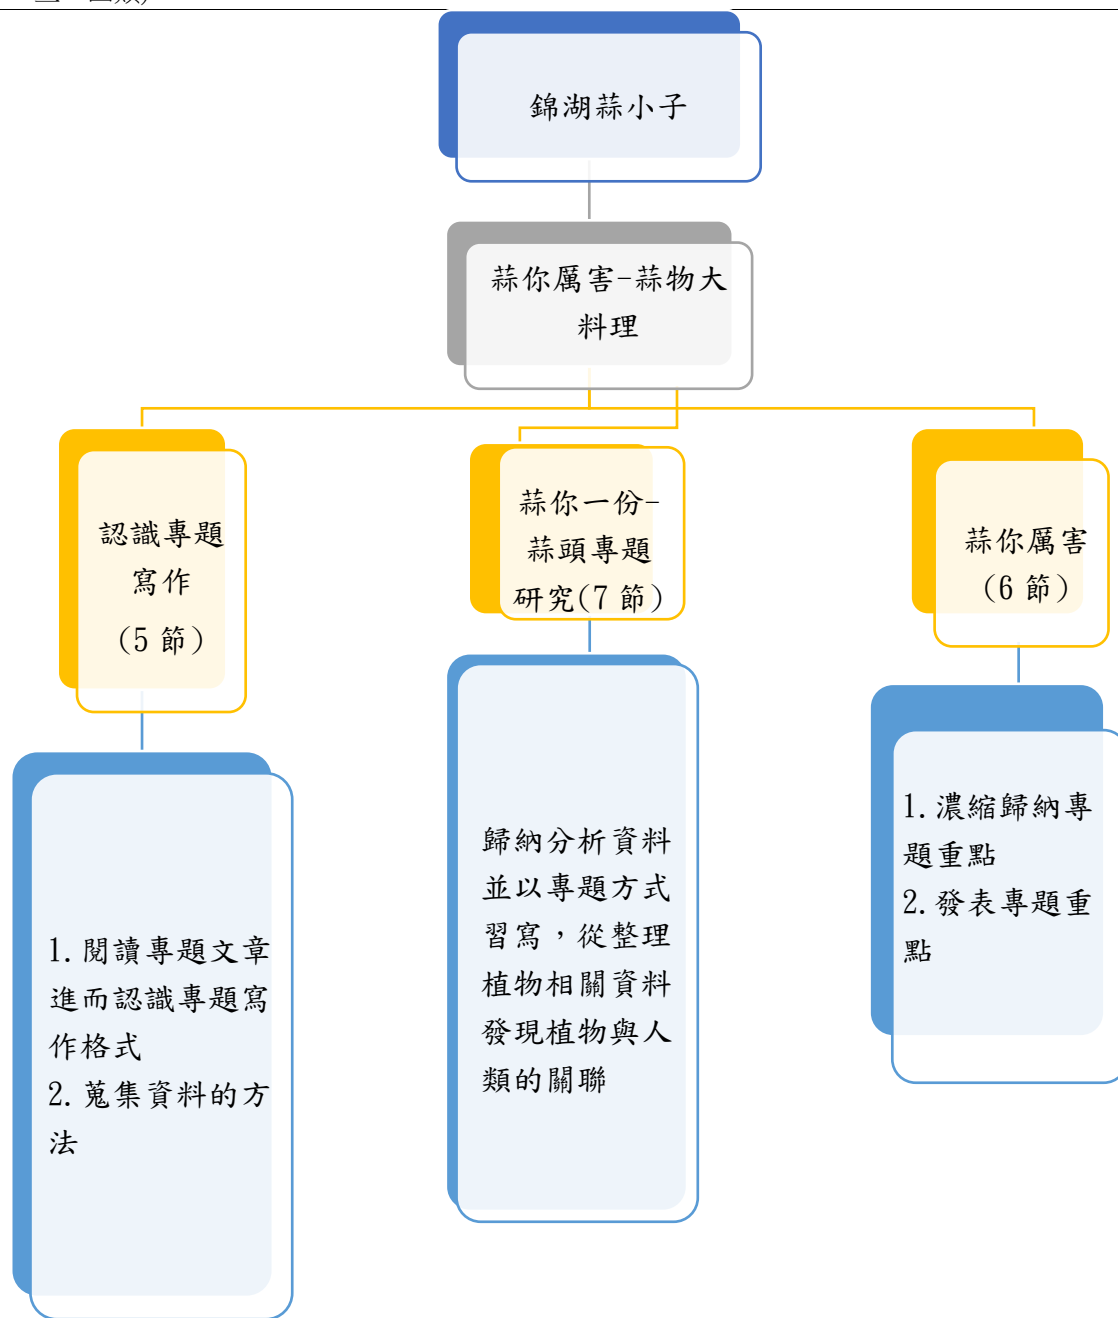 錦湖蒜小子
蒜你厲害-蒜物大
料理
認識專題
寫作
(5 節)
蒜你一份-
蒜頭專題
研究(7 節)
蒜你厲害
(6 節)
1. 閱讀專題文章
進而認識專題寫
作格式
2. 蒐集資料的方
法
歸納分析資料
並以專題方式
習寫，從整理
植物相關資料
發現植物與人
類的關聯
1. 濃縮歸納專
題重點
2. 發表專題重
點